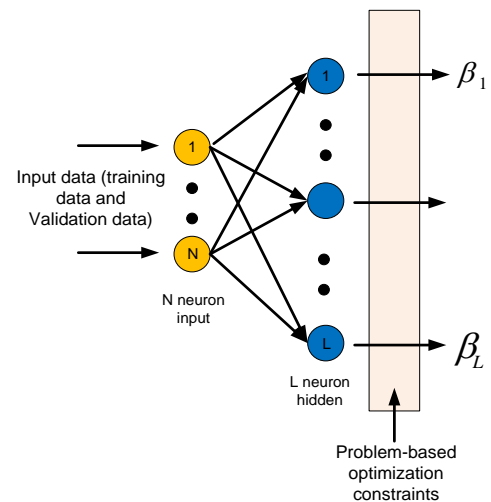 1
β1
1
Input data (training
data and
Validation data)
N
N neuron
input
L
βL
L neuron
hidden
Problem-based
optimization
constraints